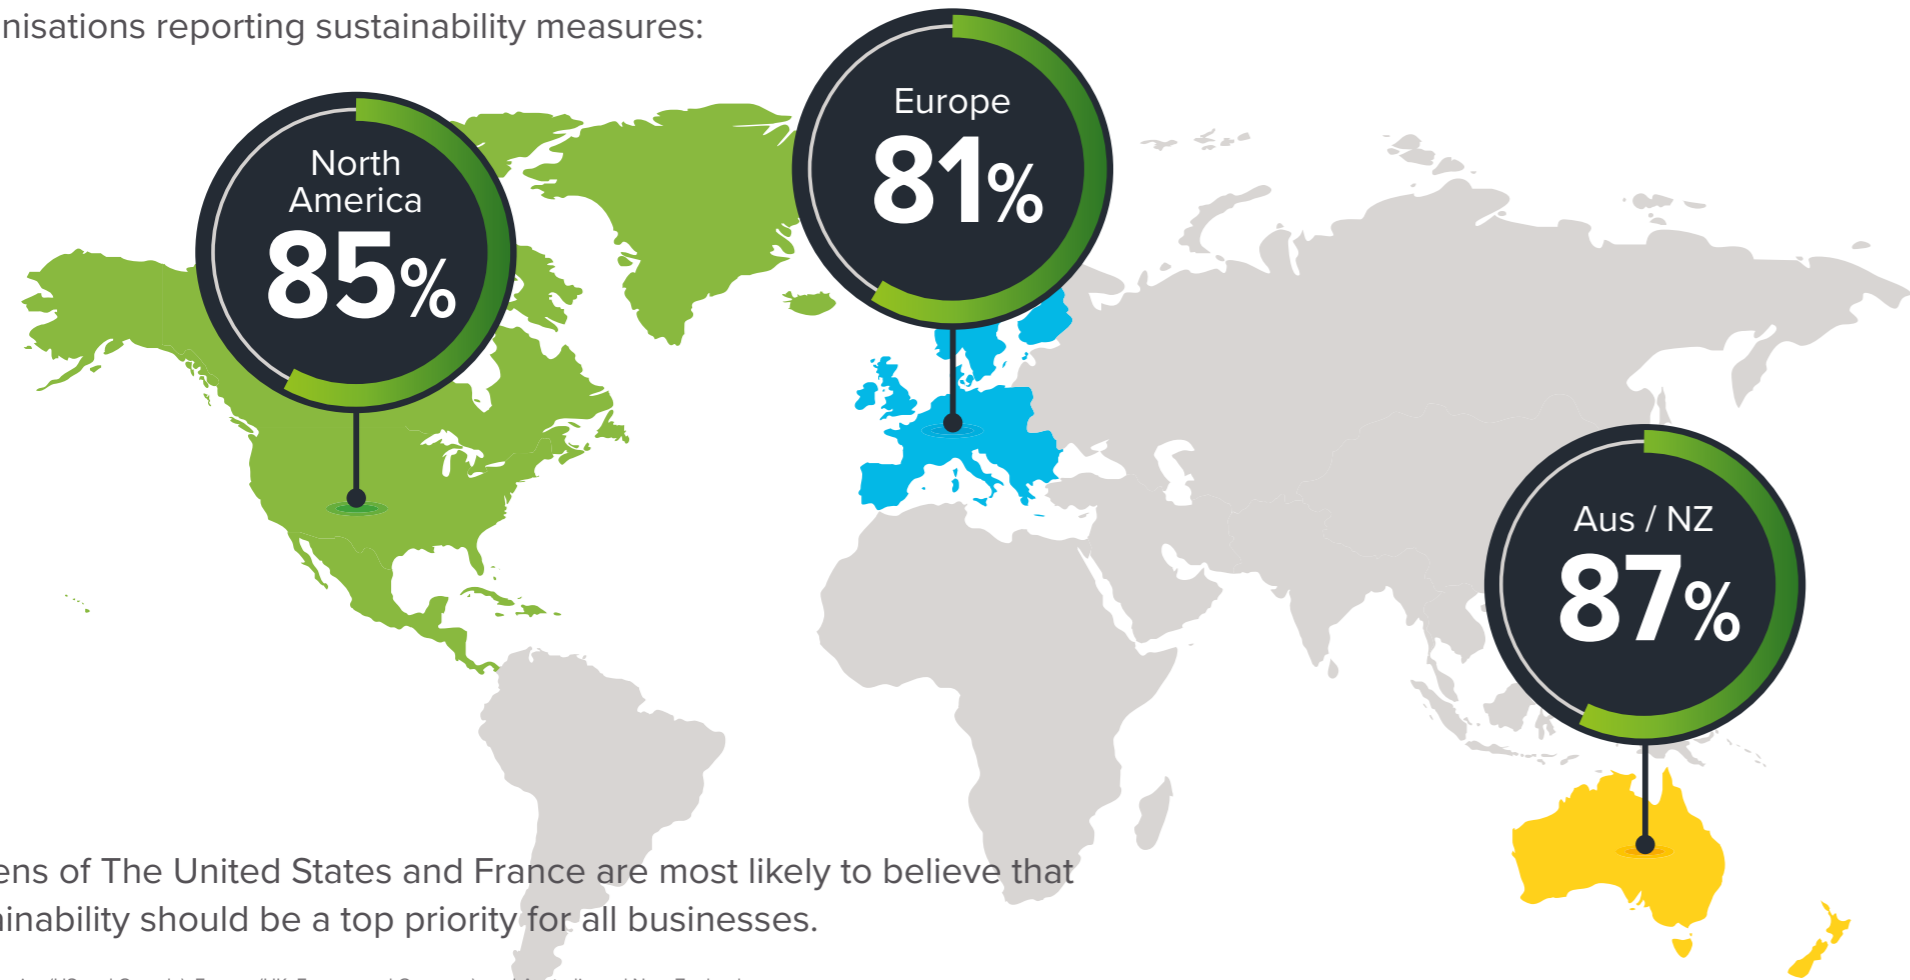 nisations reporting sustainability measures:
Europe
81%
North
America
85%
Aus / NZ
87%
ens of The United States and France are most likely to believe that
ainability should be a top priority for all businesses.